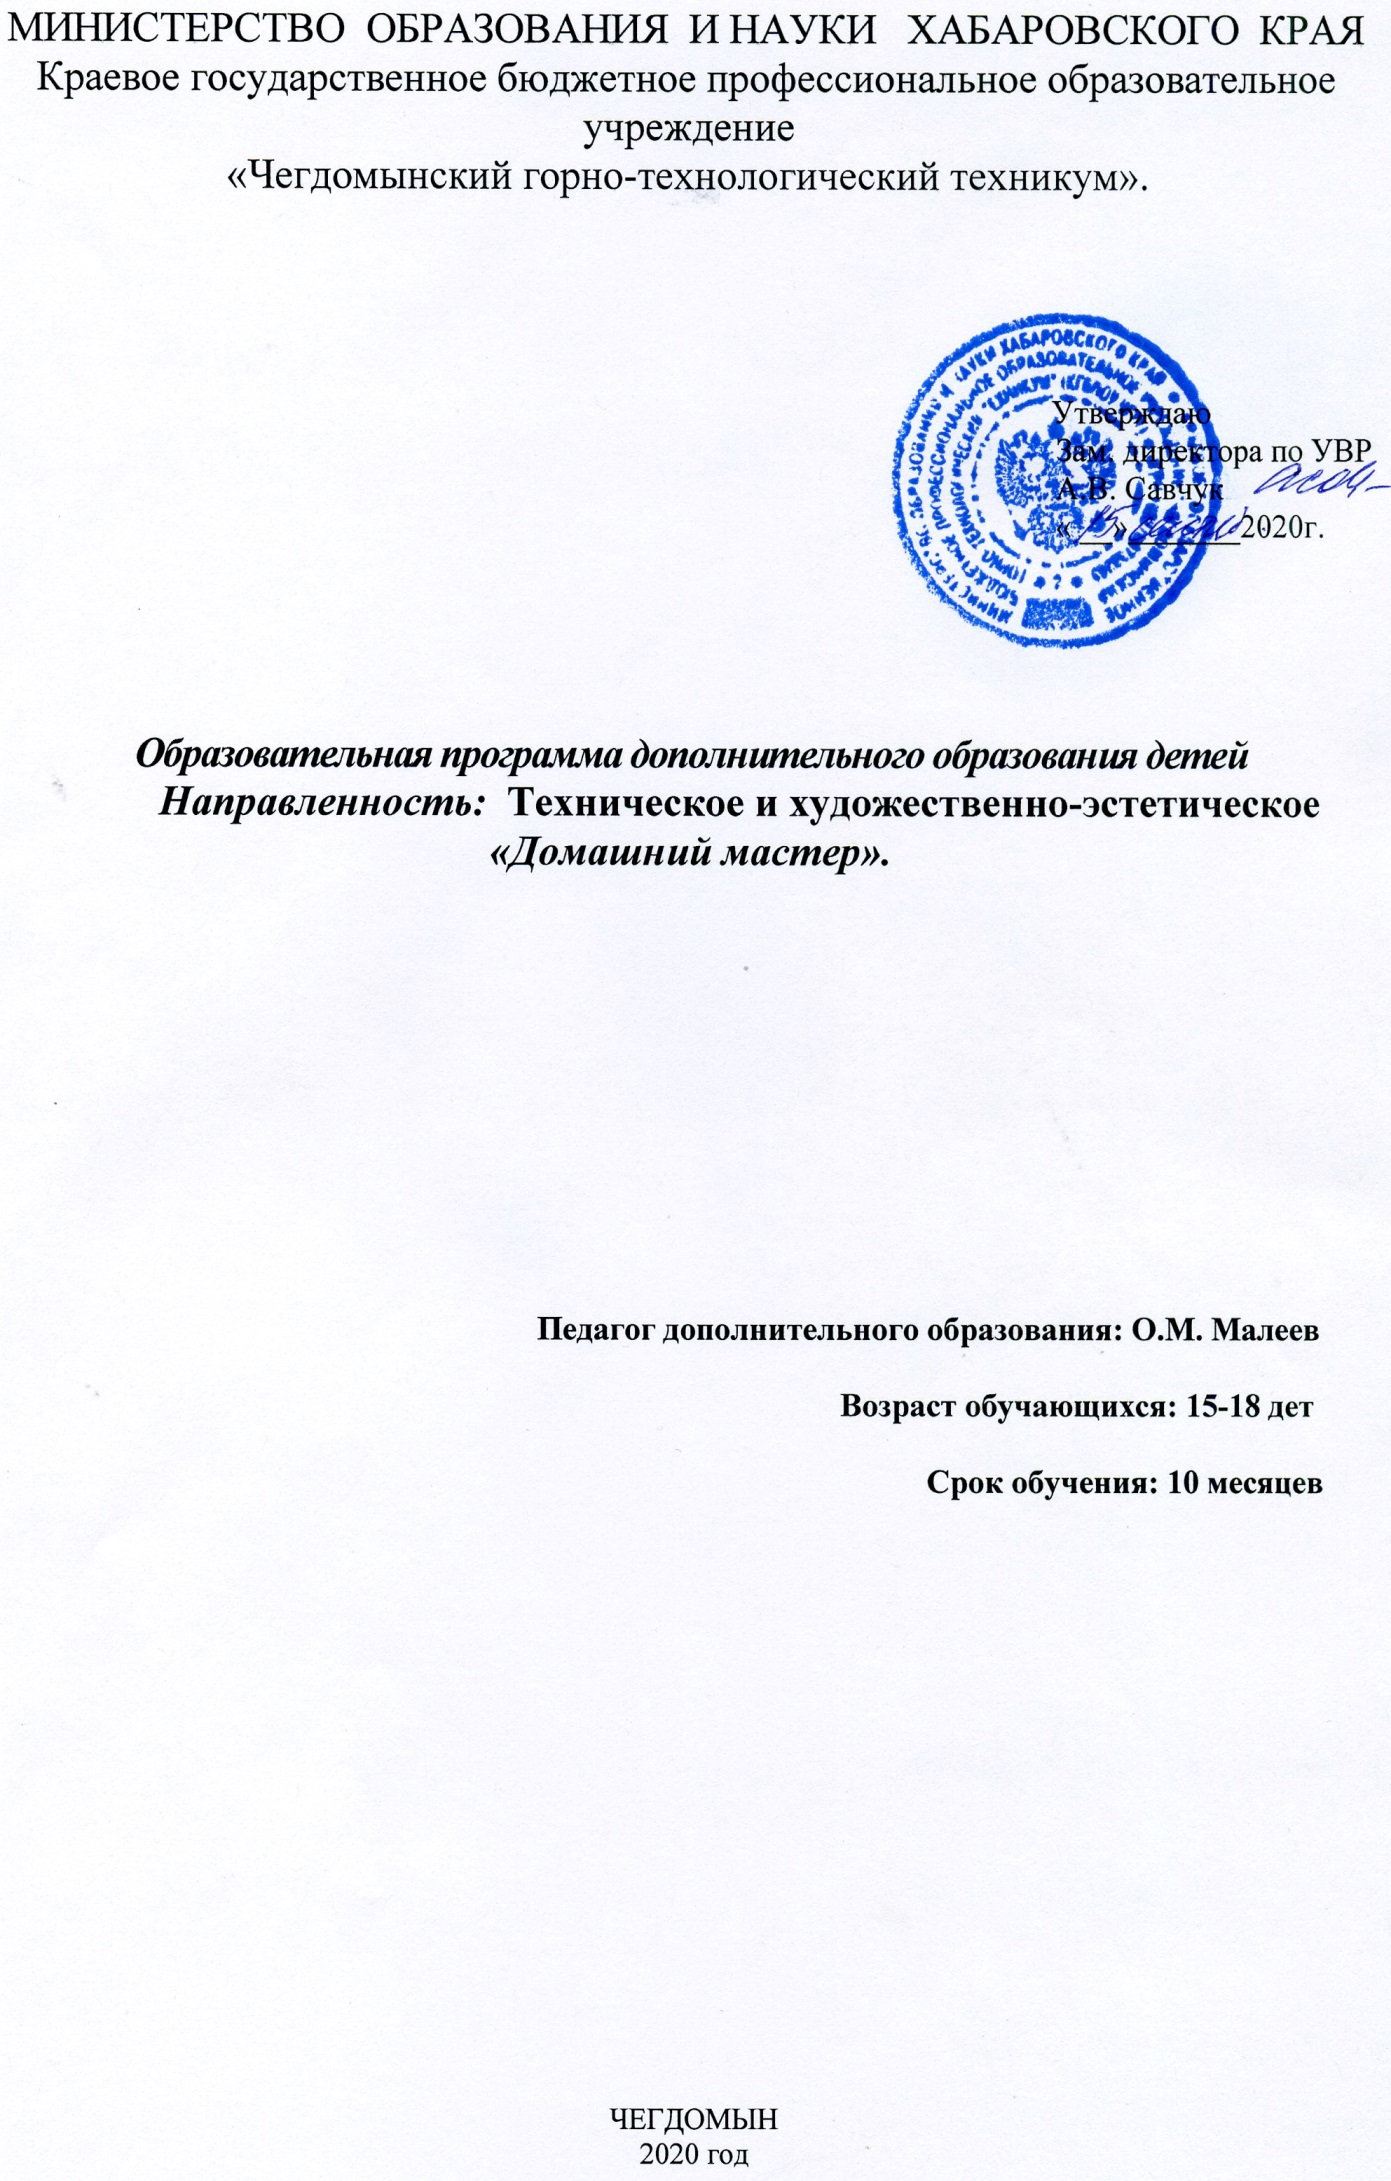 МИНИСТЕРСТВО ОБРАЗОВАНИЯ И НАУКИ ХАБАРОВСКОГО КРАЯ
Краевое государственное бюджетное профессиональное образовательное
учреждение
«Чегдомынский горно-технологический техникум».
Утверждаю
Зам. директора по УВР
А.В. Савчук
«15»________2020г.
Образовательная программа дополнительного образования детей
Направленность: Техническое и художественно-эстетическое
«Домашний мастер».
Педагог дополнительного образования: О.М. Малеев
Возраст обучающихся: 15-18 дет
Срок обучения: 10 месяцев
ЧЕГДОМЫН
2020 год